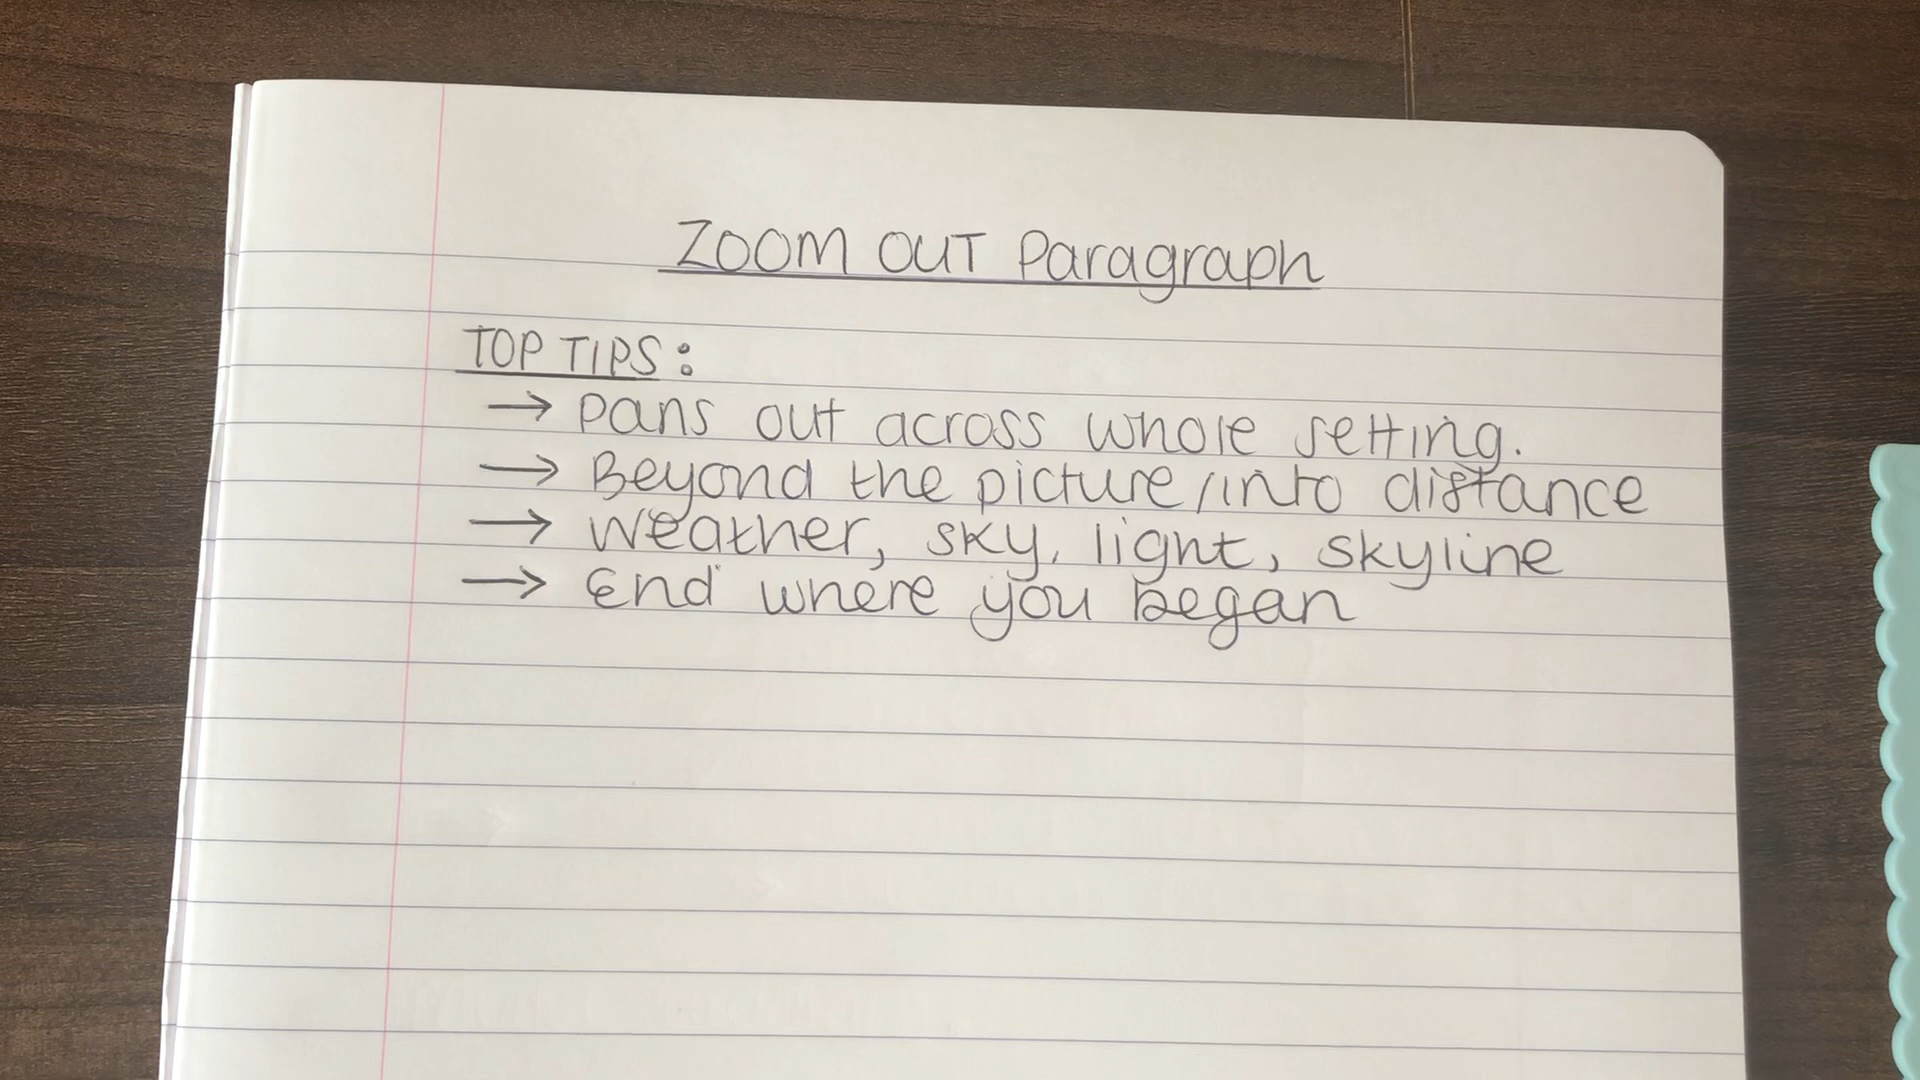 ZOOM OUT Paragraph
TOP TIPS:
→ Pans out across whole setting.
→ Beyond the picture/into distance
→ Weather, sky, light, skyline
→ End where you began